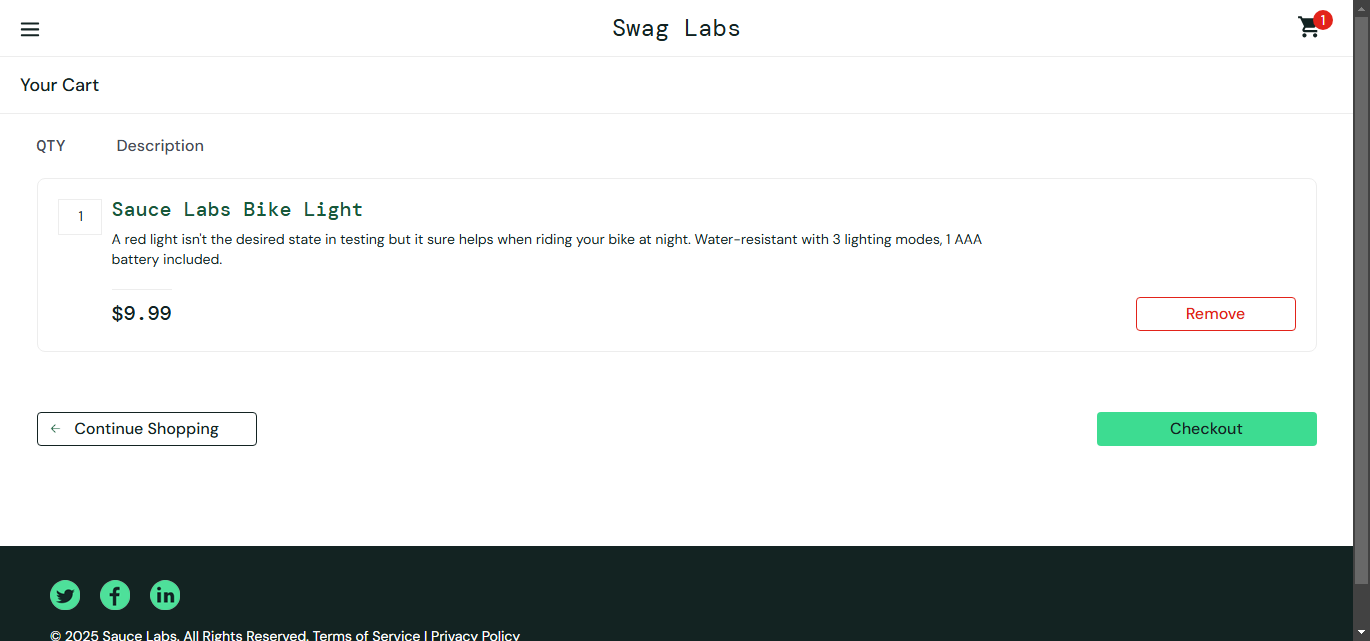 Swag Labs
1
Your Cart
QTY Description
1
Sauce Labs Bike Light
A red light isn't the desired state in testing but it sure helps when riding your bike at night. Water-resistant with 3 lighting modes, 1 AAA
battery included.
$9.99
Remove
Continue Shopping
Checkout
© 2025 Sauce Labs. All Rights Reserved. Terms of Service | Privacy Policy